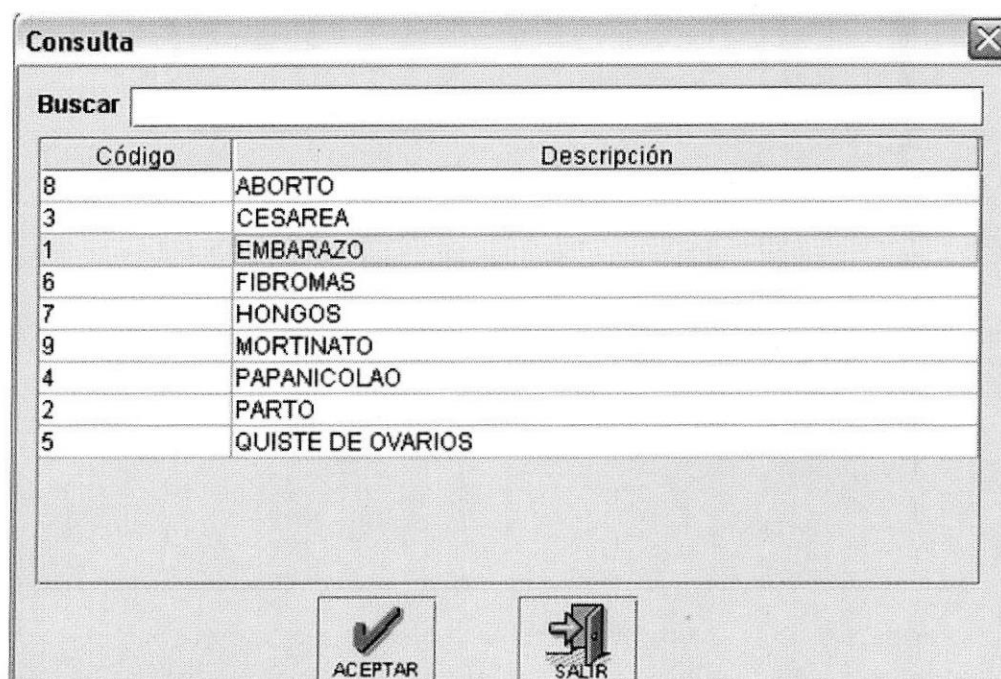 Consulta
Buscar
Código Descripción
8 ABORTO
3 CESAREA
1 EMBARAZO
6 FIBROMAS
7 HONGOS
9 MORTINATO
4 PAPANICOLAO
2 PARTO
5 QUISTE DE OVARIOS
ACEPTAR SALIR